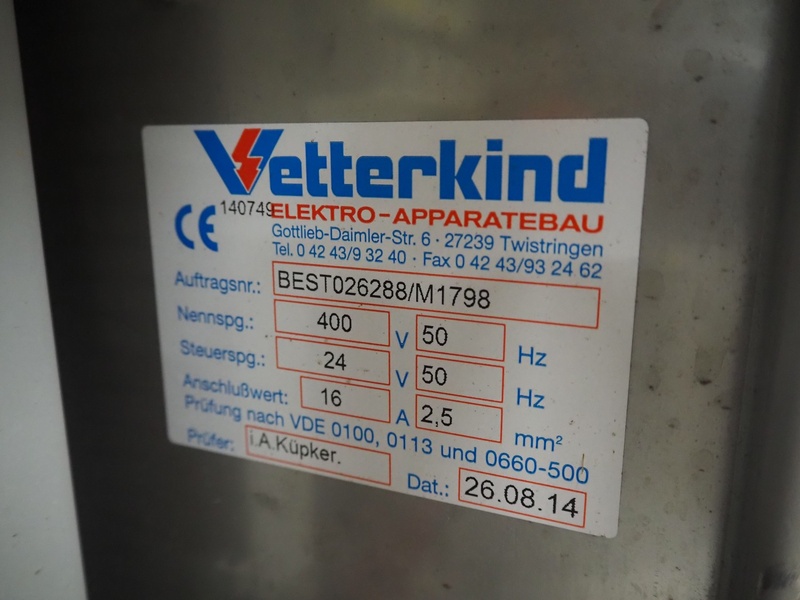 Vetterkind
140749
ELEKTRO-APPARATEBAU
CE
Gottlieb-Daimler-Str. 6 · 27239 Twistringen
Tel. 0 42 43/9 32 40 · Fax 0 42 43/93 24 62
Auftragsnr.: BEST026288/M1798
Nennspg.: 400 V 50 Hz
Steuerspg.: 24 V 50 Hz
Anschlußwert: 16 A 2,5 mm²
Prüfung nach VDE 0100, 0113 und 0660-500
Prüfer: i.A.Küpker. Dat.: 26.08.14